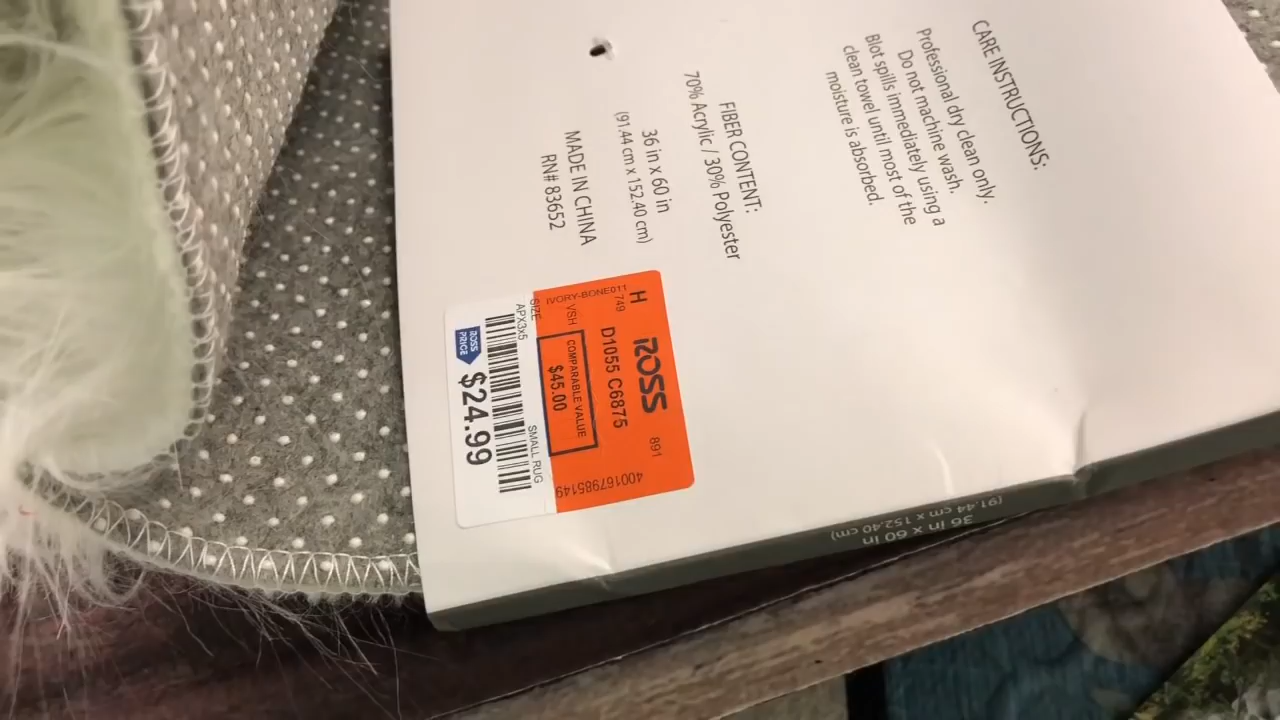 CARE INSTRUCTIONS:
Professional dry clean only.
Do not machine wash.
Blot spills immediately using a
clean towel until most of the
moisture is absorbed.
FIBER CONTENT:
70% Acrylic / 30% Polyester
36 in x 60 in
(91.44 cm x 152.40 cm)
MADE IN CHINA
RN# 83652
ROSS
H
D1055 C6875
891
749
IVORY-BONE011
VSH
COMPARABLE VALUE
$45.00
400167985149
SIZE
APX3x5
SMALL RUG
ROSS
PRICE
$24.99
36 in x 60 in
(91.44 cm x 152.40 cm)